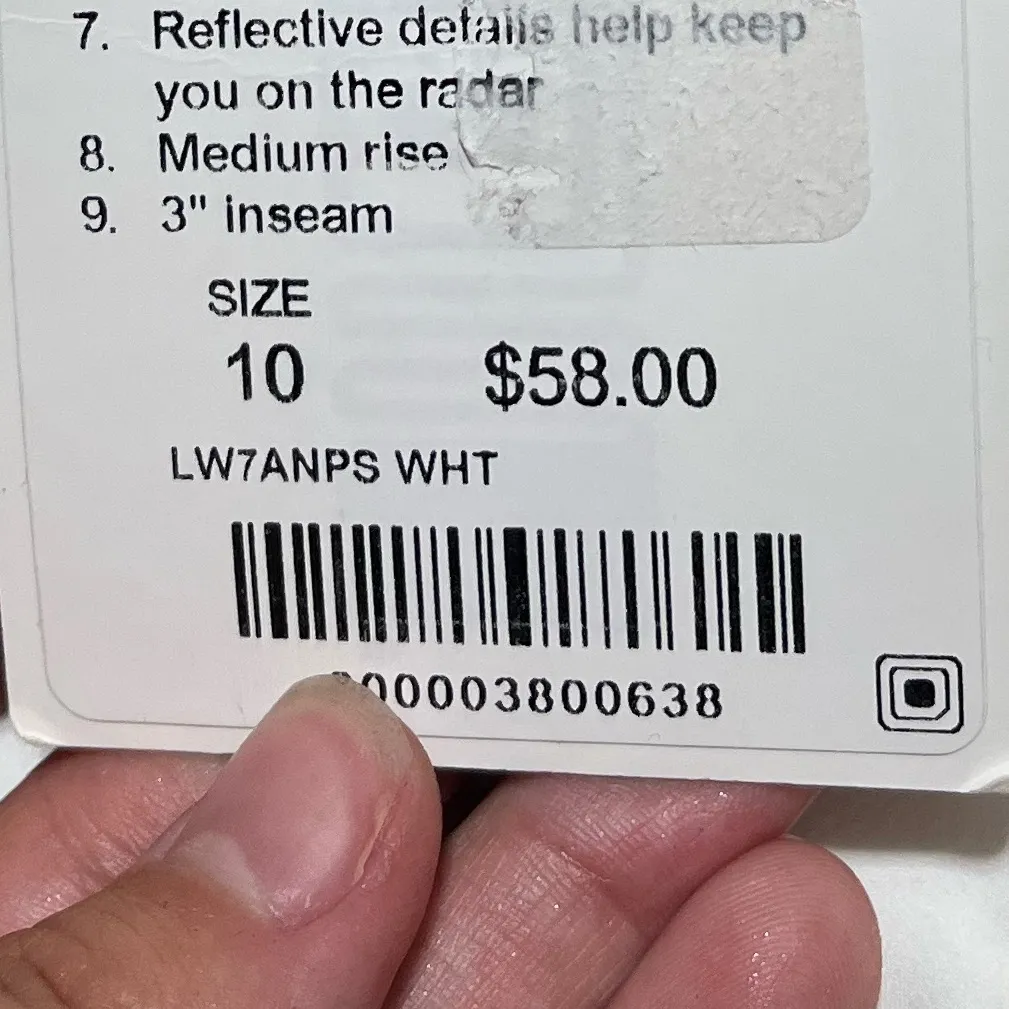 7. Reflective details help keep
you on the radar
8. Medium rise
9. 3" inseam
SIZE
10 $58.00
LW7ANPS WHT
00003800638